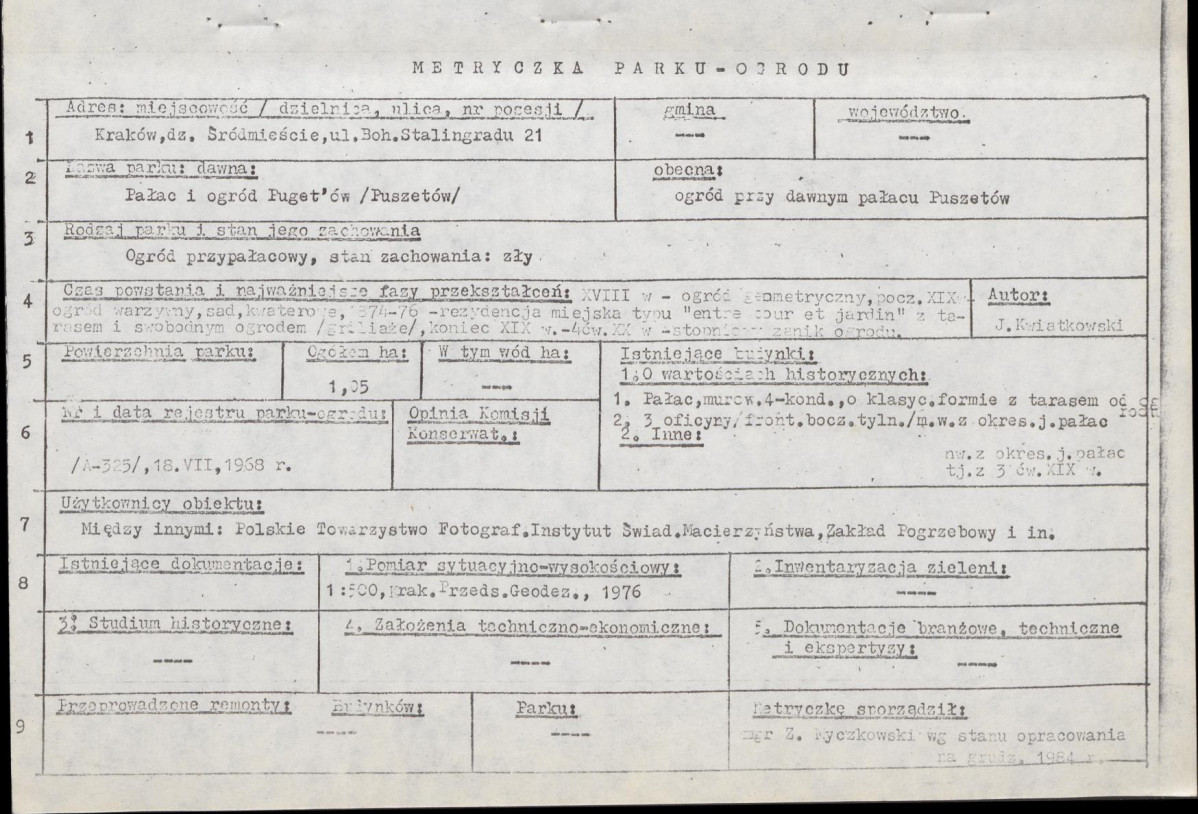 METRYCZKA PARKU-OGRODU
1
Adres: miejscowość / dzielnica, ulica, nr posesji /
Kraków,dz. Śródmieście,ul.Boh.Stalingradu 21
gmina
---
województwo.
---
2
Nazwa parku: dawna:
Pałac i ogród Puget'ów /Puszetów/
obecna:
ogród przy dawnym pałacu Puszetów
3
Rodzaj parku i stan jego zachowania
Ogród przypałacowy, stan zachowania: zły
4
Czas powstania i najważniejsze fazy przekształceń: XVIII w - ogród geometryczny,pocz.XIX-
ogród warzywny,sad,kwaterowe,1874-76 -rezydencja miejska typu "entre cour et jardin" z ta-
rasem i swobodnym ogrodem /griliaże/,koniec XIX w.-4ćw.XX w -stopniowy zanik ogrodu.
Autor:
J.Kwiatkowski
5
Powierzchnia parku:
Ogółem ha:
1,05
W tym wód ha:
---
Istniejące budynki:
1.O wartościach historycznych:
1. Pałac,murow.4-kond.,o klasyc.formie z tarasem od og
rodu
2. 3 oficyny/front.bocz.tyln./m.w.z okres.j.pałac
2. Inne:
nw.z okres.j.pałac
tj.z 3 ćw.XIX w.
6
Nr i data rejestru parku-ogrodu:
/A-325/,18.VII,1968 r.
Opinia Komisji
Konserwat.:
7
Użytkownicy obiektu:
Między innymi: Polskie Towarzystwo Fotograf.Instytut Świad.Macierzyństwa,Zakład Pogrzebowy i in.
8
Istniejące dokumentacje:
1.Pomiar sytuacyjno-wysokościowy:
1:500,Krak.Przeds.Geodez., 1976
2.Inwentaryzacja zieleni:
---
3. Studium historyczne:
---
4. Założenia techniczno-ekonomiczne:
---
5. Dokumentacje branżowe, techniczne
i ekspertyzy:
---
9
Przeprowadzone remonty:
Budynków:
---
Parku:
---
Metryczkę sporządził:
mgr Z. Myczkowski wg stanu opracowania
na grudz. 1984 r.